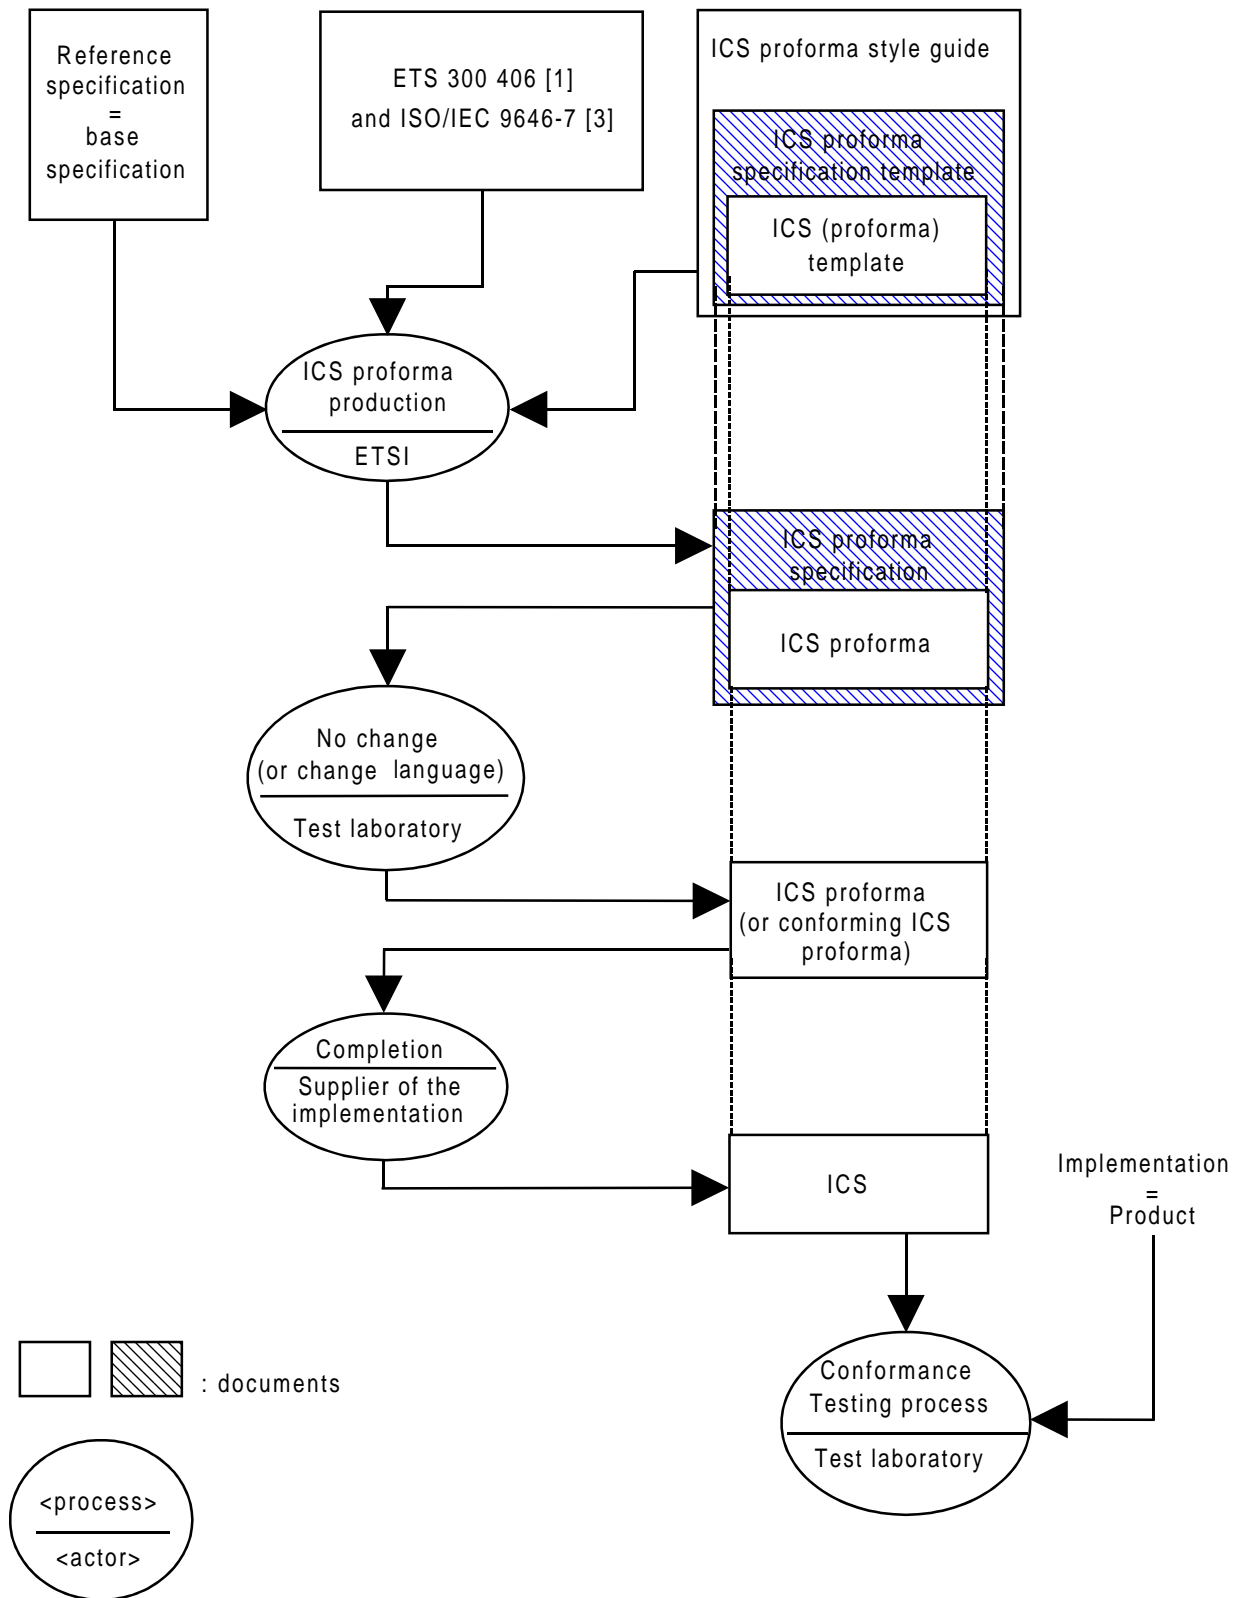 Reference
specification
=
base
specification
ETS 300 406 [1]
and ISO/IEC 9646-7 [3]
ICS proforma style guide
ICS proforma
specification template
ICS (proforma)
template
ICS proforma
production
ETSI
ICS proforma
specification
ICS proforma
No change
(or change language)
Test laboratory
ICS proforma
(or conforming ICS
proforma)
Completion
Supplier of the
implementation
ICS
Implementation
=
Product
Conformance
Testing process
Test laboratory
: documents
<process>
<actor>